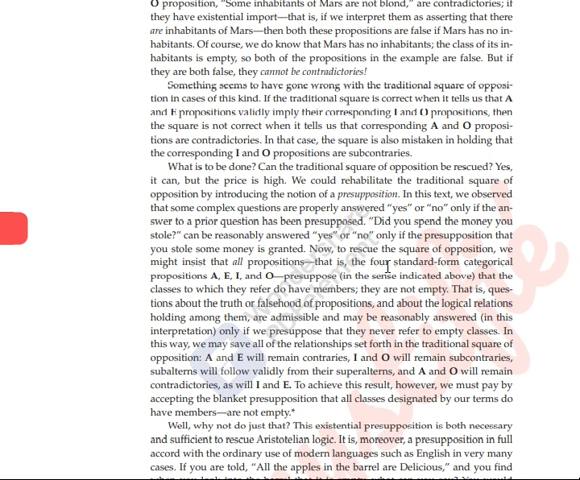 O proposition, "Some inhabitants of Mars are not blond," are contradictories; if
they have existential import—that is, if we interpret them as asserting that there
are inhabitants of Mars—then both these propositions are false if Mars has no in-
habitants. Of course, we do know that Mars has no inhabitants; the class of its in-
habitants is empty, so both of the propositions in the example are false. But if
they are both false, they cannot be contradictories!
Something seems to have gone wrong with the traditional square of opposi-
tion in cases of this kind. If the traditional square is correct when it tells us that A
and E propositions validly imply their corresponding I and O propositions, then
the square is not correct when it tells us that corresponding A and O proposi-
tions are contradictories. In that case, the square is also mistaken in holding that
the corresponding I and O propositions are subcontraries.
What is to be done? Can the traditional square of opposition be rescued? Yes,
it can, but the price is high. We could rehabilitate the traditional square of
opposition by introducing the notion of a presupposition. In this text, we observed
that some complex questions are properly answered "yes" or "no" only if the an-
swer to a prior question has been presupposed. "Did you spend the money you
stole?" can be reasonably answered "yes" or "no" only if the presupposition that
you stole some money is granted. Now, to rescue the square of opposition, we
might insist that all propositions—that is, the four standard-form categorical
propositions A, E, I, and O—presuppose (in the sense indicated above) that the
classes to which they refer do have members; they are not empty. That is, ques-
tions about the truth or falsehood of propositions, and about the logical relations
holding among them, are admissible and may be reasonably answered (in this
interpretation) only if we presuppose that they never refer to empty classes. In
this way, we may save all of the relationships set forth in the traditional square of
opposition: A and E will remain contraries, I and O will remain subcontraries,
subalterns will follow validly from their superalterns, and A and O will remain
contradictories, as will I and E. To achieve this result, however, we must pay by
accepting the blanket presupposition that all classes designated by our terms do
have members—are not empty.*
Well, why not do just that? This existential presupposition is both necessary
and sufficient to rescue Aristotelian logic. It is, moreover, a presupposition in full
accord with the ordinary use of modern languages such as English in very many
cases. If you are told, "All the apples in the barrel are Delicious," and you find
Wondershare
PDFelement